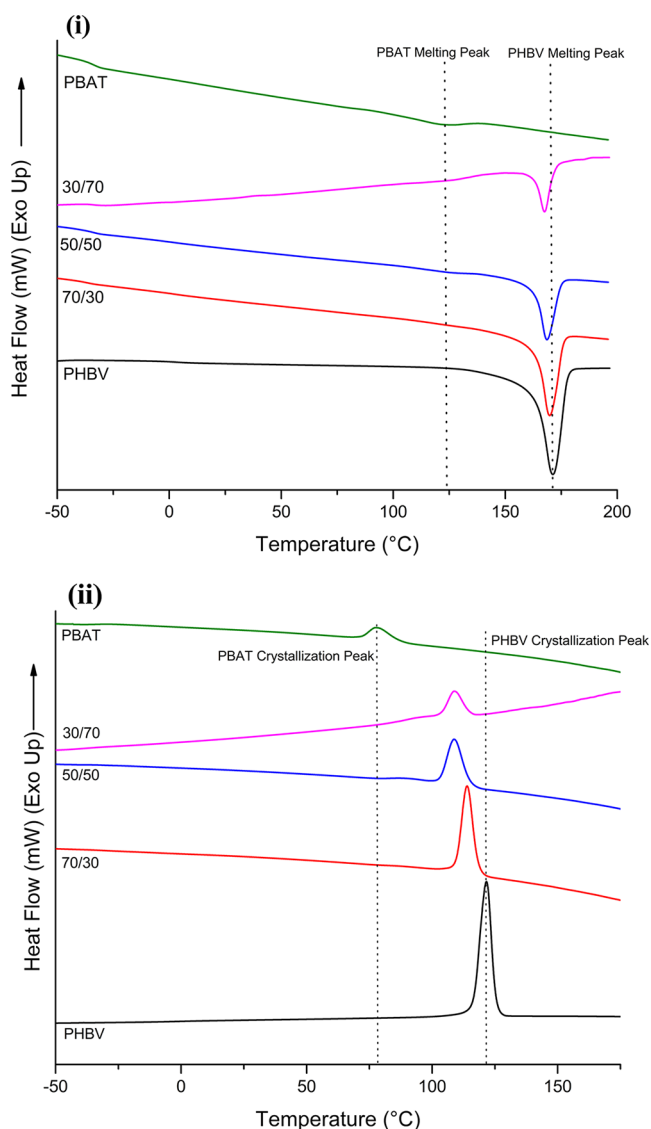 (i)
PBAT Melting Peak PHBV Melting Peak
PBAT
30/70
50/50
70/30
PHBV
Heat Flow (mW) (Exo Up)
-50 0 50 100 150 200
Temperature (°C)
(ii)
PBAT
PBAT Crystallization Peak PHBV Crystallization Peak
30/70
50/50
70/30
PHBV
Heat Flow (mW) (Exo Up)
-50 0 50 100 150
Temperature (°C)